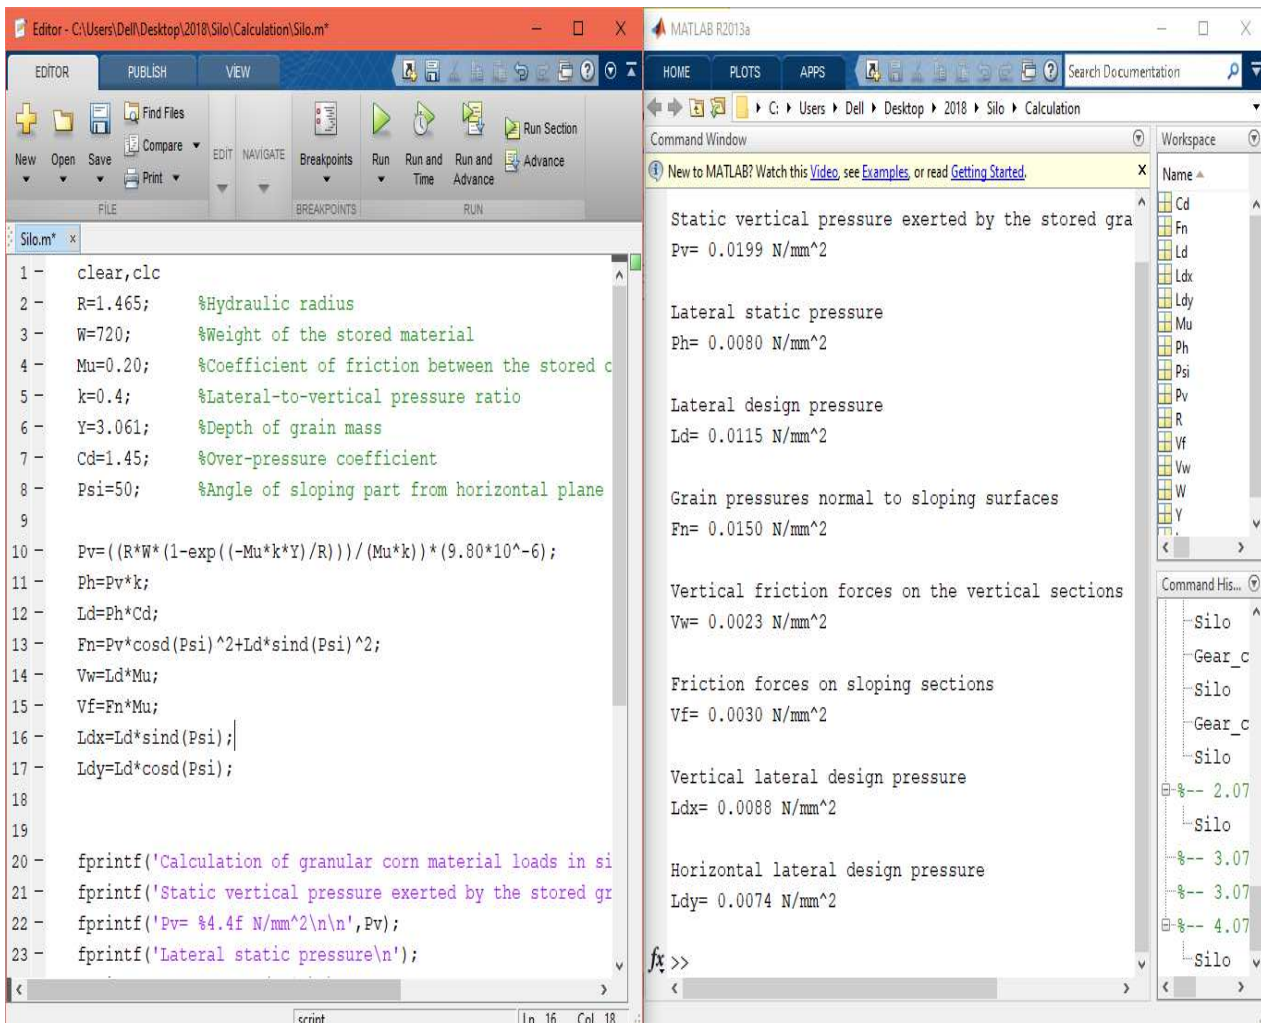 Editor - C:\Users\Dell\Desktop\2018\Silo\Calculation\Silo.m*
EDİTOR PUBLİSH VİEW
New Open Save
Find Files
Compare
Print
FİLE
EDİT
NAVİGATE
Breakpoints
BREAKPOİNTS
Run Run and Time Run and Advance
Run Section
Advance
RUN
Silo.m* x
1 - clear,clc
2 - R=1.465; %Hydraulic radius
3 - W=720; %Weight of the stored material
4 - Mu=0.20; %Coefficient of friction between the stored c
5 - k=0.4; %Lateral-to-vertical pressure ratio
6 - Y=3.061; %Depth of grain mass
7 - Cd=1.45; %Over-pressure coefficient
8 - Psi=50; %Angle of sloping part from horizontal plane
9
10 - Pv=((R*W*(1-exp((-Mu*k*Y)/R)))/(Mu*k))*(9.80*10^-6);
11 - Ph=Pv*k;
12 - Ld=Ph*Cd;
13 - Fn=Pv*cosd(Psi)^2+Ld*sind(Psi)^2;
14 - Vw=Ld*Mu;
15 - Vf=Fn*Mu;
16 - Ldx=Ld*sind(Psi);
17 - Ldy=Ld*cosd(Psi);
18
19
20 - fprintf('Calculation of granular corn material loads in si
21 - fprintf('Static vertical pressure exerted by the stored gr
22 - fprintf('Pv= %4.4f N/mm^2\n\n',Pv);
23 - fprintf('Lateral static pressure\n');
script Ln 16 Col 18
MATLAB R2013a
HOME PLOTS APPS Search Documentation
C: Users Dell Desktop 2018 Silo Calculation
Command Window
New to MATLAB? Watch this Video, see Examples, or read Getting Started. X
Static vertical pressure exerted by the stored gra
Pv= 0.0199 N/mm^2
Lateral static pressure
Ph= 0.0080 N/mm^2
Lateral design pressure
Ld= 0.0115 N/mm^2
Grain pressures normal to sloping surfaces
Fn= 0.0150 N/mm^2
Vertical friction forces on the vertical sections
Vw= 0.0023 N/mm^2
Friction forces on sloping sections
Vf= 0.0030 N/mm^2
Vertical lateral design pressure
Ldx= 0.0088 N/mm^2
Horizontal lateral design pressure
Ldy= 0.0074 N/mm^2
fx >>
Workspace
Name
Cd
Fn
Ld
Ldx
Ldy
Mu
Ph
Psi
Pv
R
Vf
Vw
W
Y
Command His...
Silo
Gear_c
Silo
Gear_c
Silo
%-- 2.07
Silo
%-- 3.07
%-- 3.07
%-- 4.07
Silo